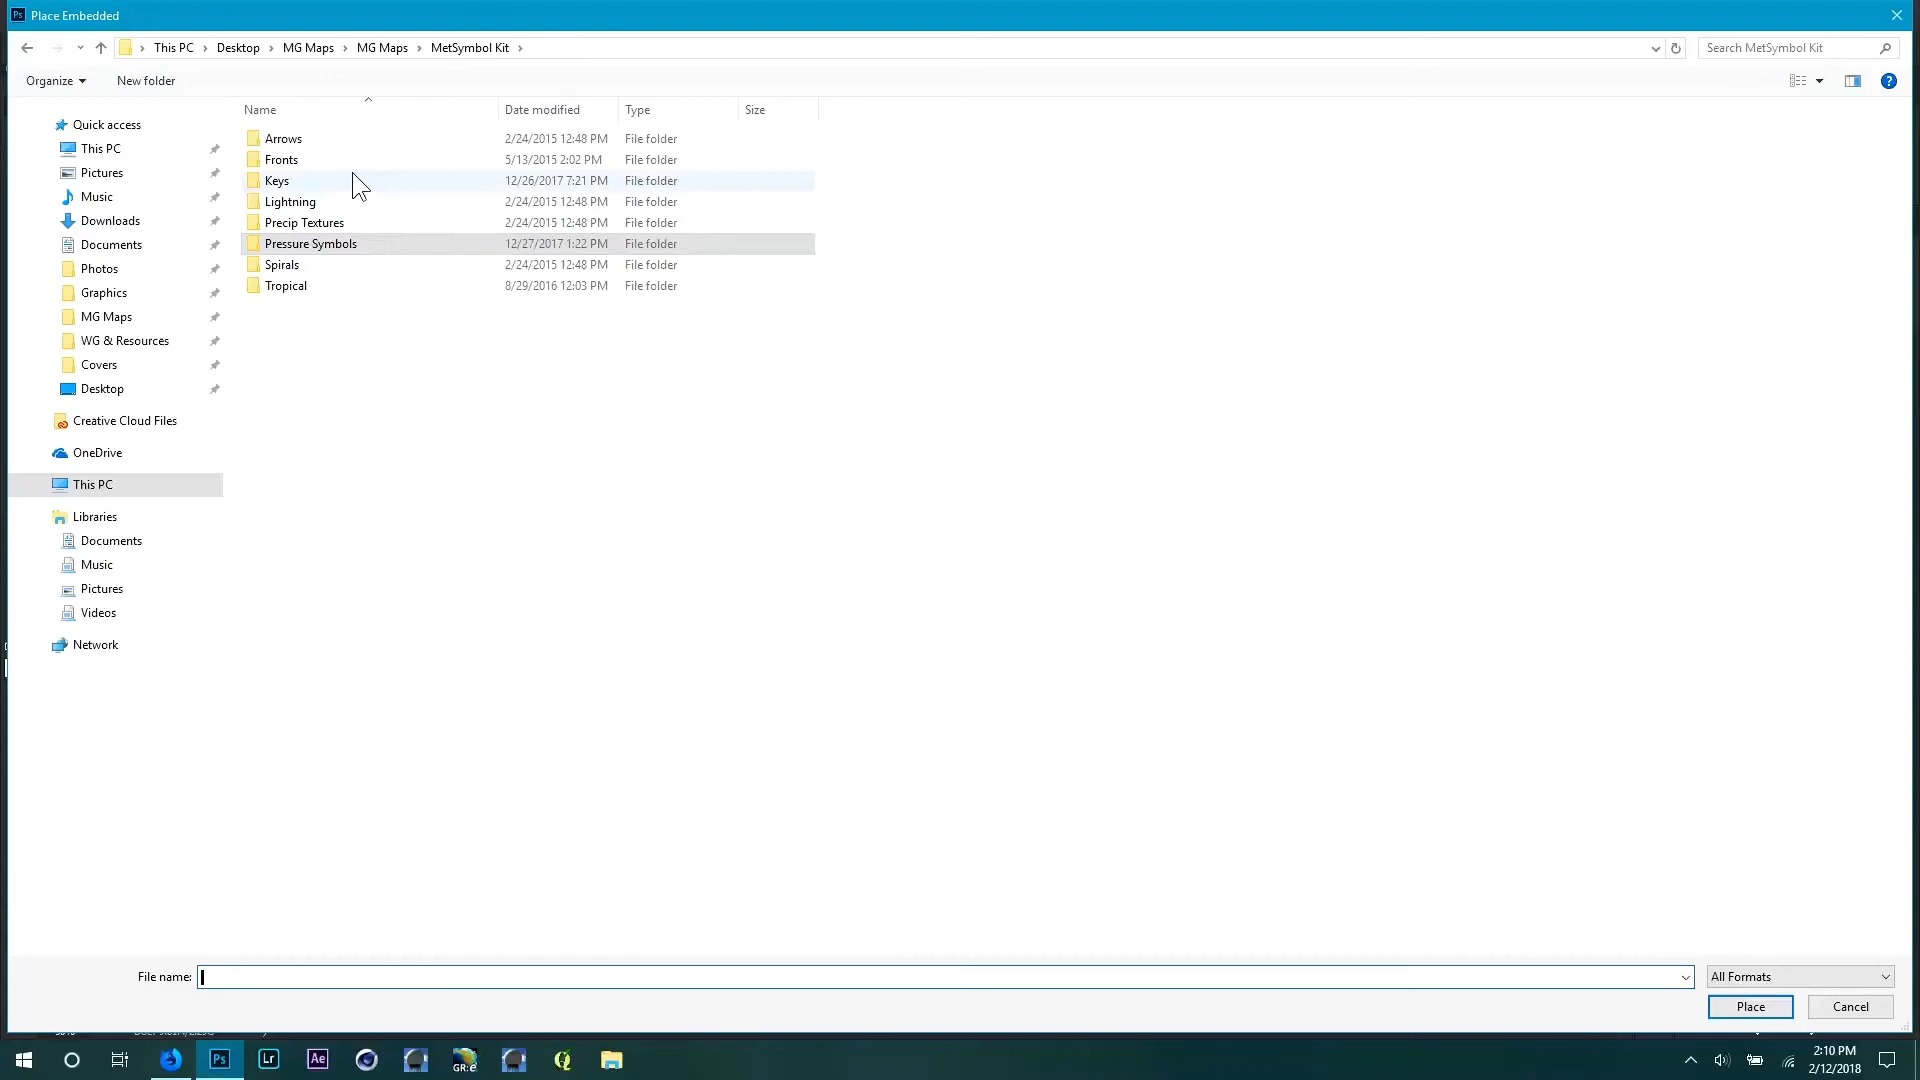 Ps Place Embedded
This PC Desktop MG Maps MG Maps MetSymbol Kit
Search MetSymbol Kit
Organize New folder
Name Date modified Type Size
Arrows 2/24/2015 12:48 PM File folder
Fronts 5/13/2015 2:02 PM File folder
Keys 12/26/2017 7:21 PM File folder
Lightning 2/24/2015 12:48 PM File folder
Precip Textures 2/24/2015 12:48 PM File folder
Pressure Symbols 12/27/2017 1:22 PM File folder
Spirals 2/24/2015 12:48 PM File folder
Tropical 8/29/2016 12:03 PM File folder
Quick access
This PC
Pictures
Music
Downloads
Documents
Photos
Graphics
MG Maps
WG & Resources
Covers
Desktop
Creative Cloud Files
OneDrive
This PC
Libraries
Documents
Music
Pictures
Videos
Network
File name:
All Formats
Place Cancel
Ps Lr Ae GR:e
2:10 PM
2/12/2018